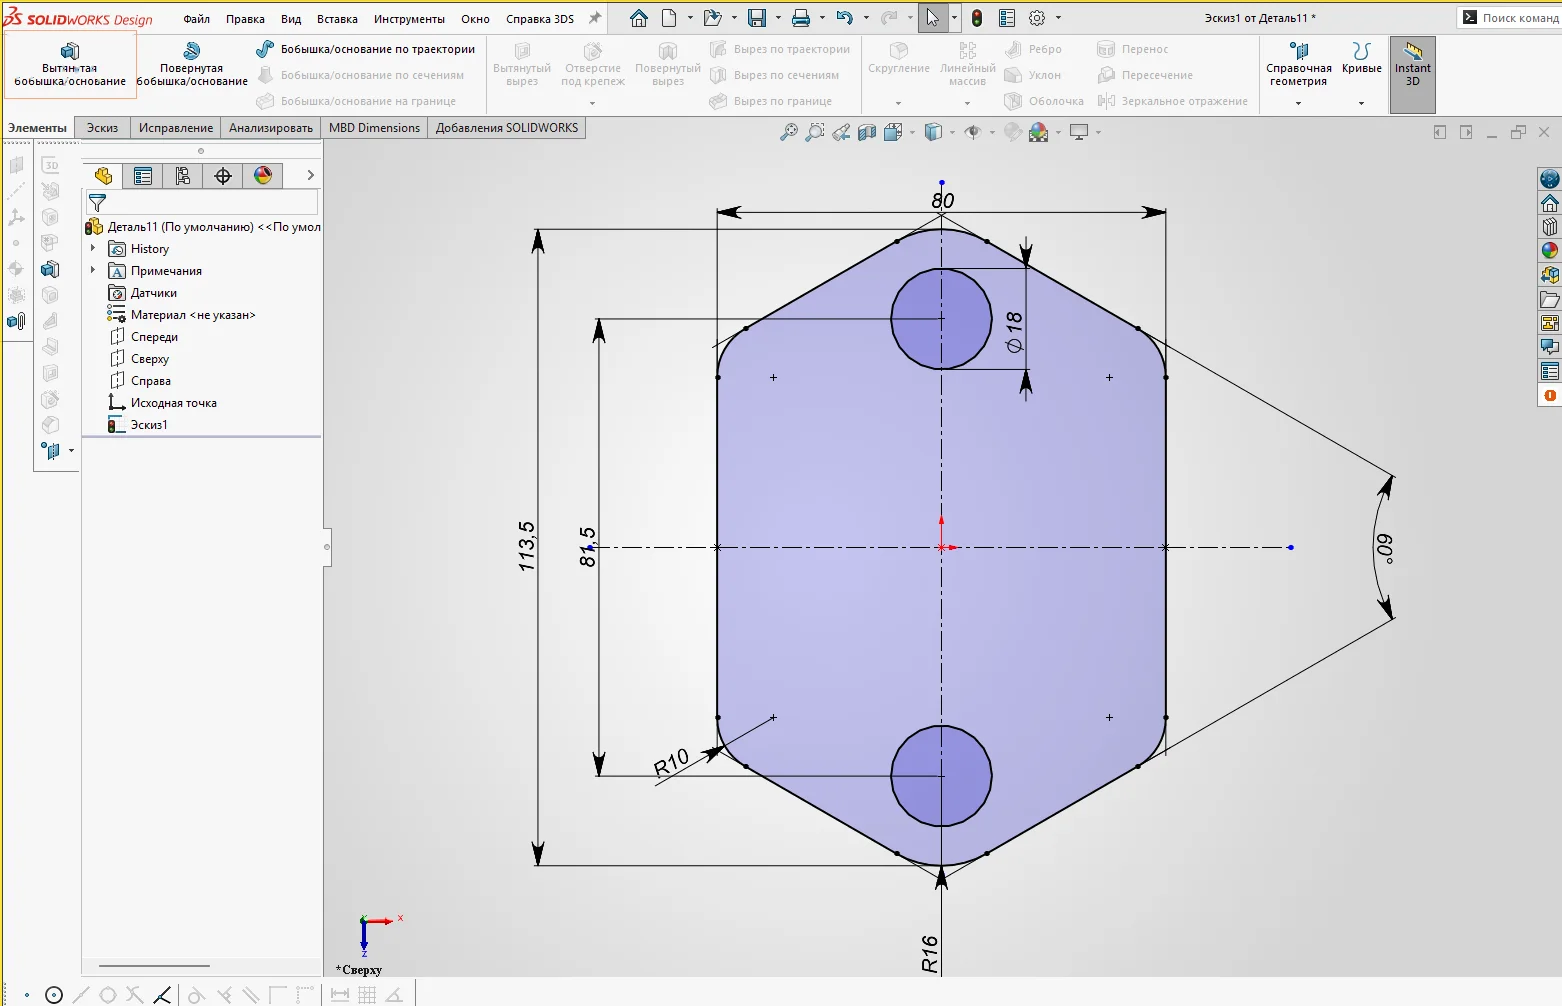 SOLIDWORKS Design
Файл Правка Вид Вставка Инструменты Окно Справка 3DS
Эскиз1 от Деталь11 *
Поиск команд
Вытянутая бобышка/основание
Повернутая бобышка/основание
Бобышка/основание по траектории
Бобышка/основание по сечениям
Бобышка/основание на границе
Вытянутый вырез
Отверстие под крепеж
Повернутый вырез
Вырез по траектории
Вырез по сечениям
Вырез по границе
Скругление
Линейный массив
Ребро
Уклон
Оболочка
Перенос
Пересечение
Зеркальное отражение
Справочная геометрия
Кривые
Instant 3D
Элементы Эскиз Исправление Анализировать MBD Dimensions Добавления SOLIDWORKS
3D
Деталь11 (По умолчанию) <<По умол
History
Примечания
Датчики
Материал <не указан>
Спереди
Сверху
Справа
Исходная точка
Эскиз1
80
∅18
113,5
81,5
60°
R10
R16
Y
X
Z
*Сверху